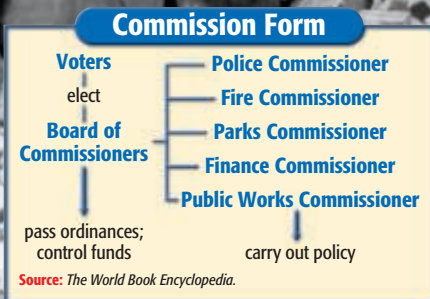 Commission Form
Voters
elect
Board of
Commissioners
pass ordinances;
control funds
Police Commissioner
Fire Commissioner
Parks Commissioner
Finance Commissioner
Public Works Commissioner
carry out policy
Source: The World Book Encyclopedia.